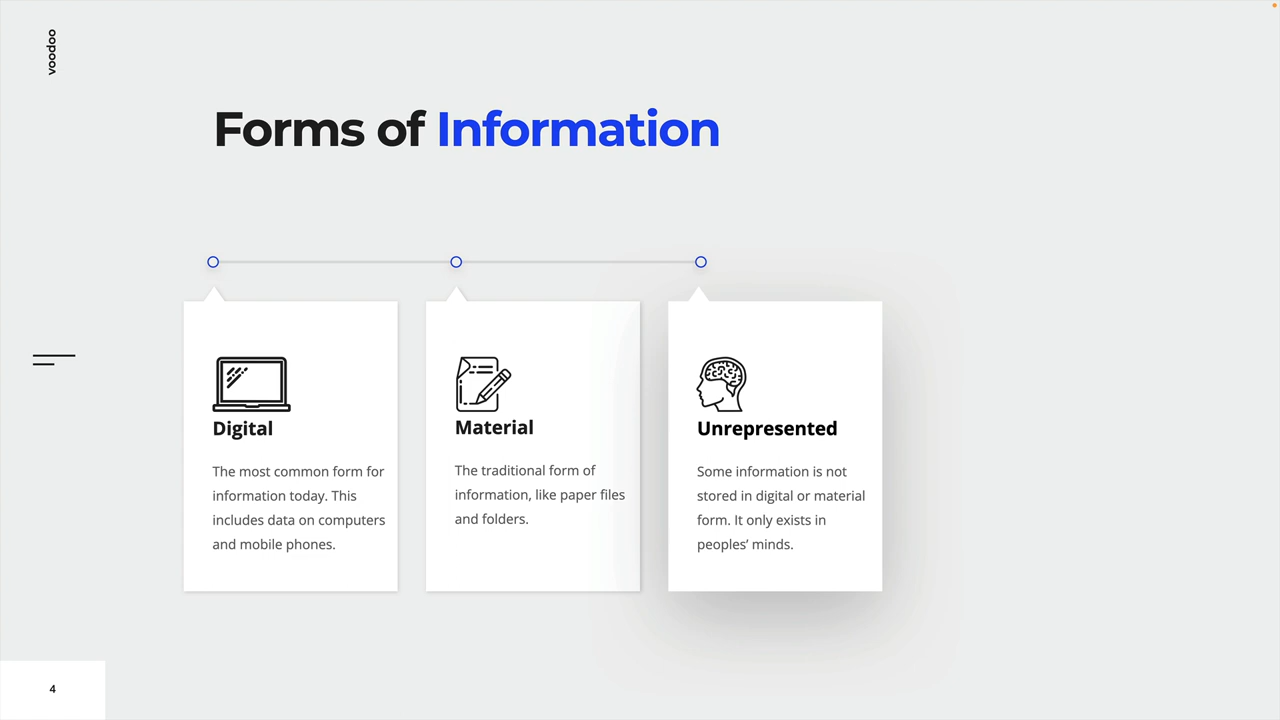 voodoo
Forms of Information
Digital
The most common form for
information today. This
includes data on computers
and mobile phones.
Material
The traditional form of
information, like paper files
and folders.
Unrepresented
Some information is not
stored in digital or material
form. It only exists in
peoples’ minds.
4